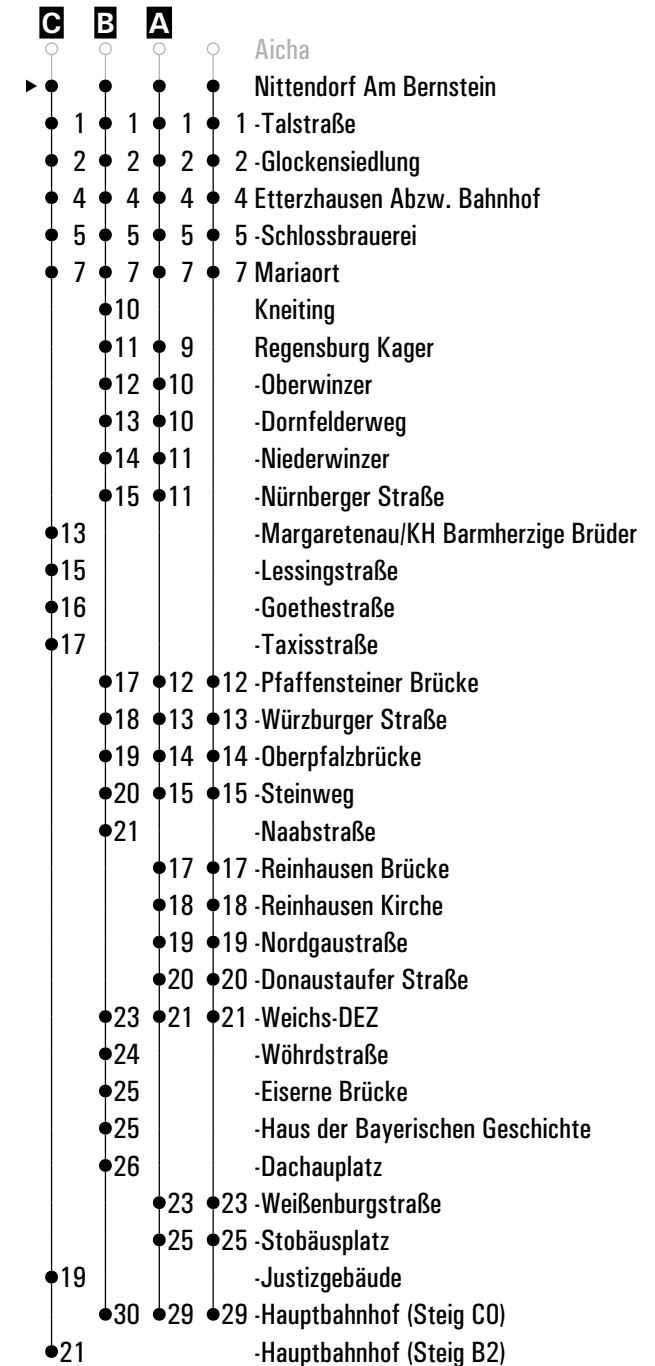 C B A
Aicha
Nittendorf Am Bernstein
1 1 1 1 -Talstraße
2 2 2 2 -Glockensiedlung
4 4 4 4 Etterzhausen Abzw. Bahnhof
5 5 5 5 -Schlossbrauerei
7 7 7 7 Mariaort
10 Kneiting
11 9 Regensburg Kager
12 10 -Oberwinzer
13 10 -Dornfelderweg
14 11 -Niederwinzer
15 11 -Nürnberger Straße
13 -Margaretenau/KH Barmherzige Brüder
15 -Lessingstraße
16 -Goethestraße
17 -Taxisstraße
17 12 12 -Pfaffensteiner Brücke
18 13 13 -Würzburger Straße
19 14 14 -Oberpfalzbrücke
20 15 15 -Steinweg
21 -Naabstraße
17 17 -Reinhausen Brücke
18 18 -Reinhausen Kirche
19 19 -Nordgaustraße
20 20 -Donaustaufer Straße
23 21 21 -Weichs-DEZ
24 -Wöhrdstraße
25 -Eiserne Brücke
25 -Haus der Bayerischen Geschichte
26 -Dachauplatz
23 23 -Weißenburgstraße
25 25 -Stobäusplatz
19 -Justizgebäude
30 29 29 -Hauptbahnhof (Steig C0)
21 -Hauptbahnhof (Steig B2)